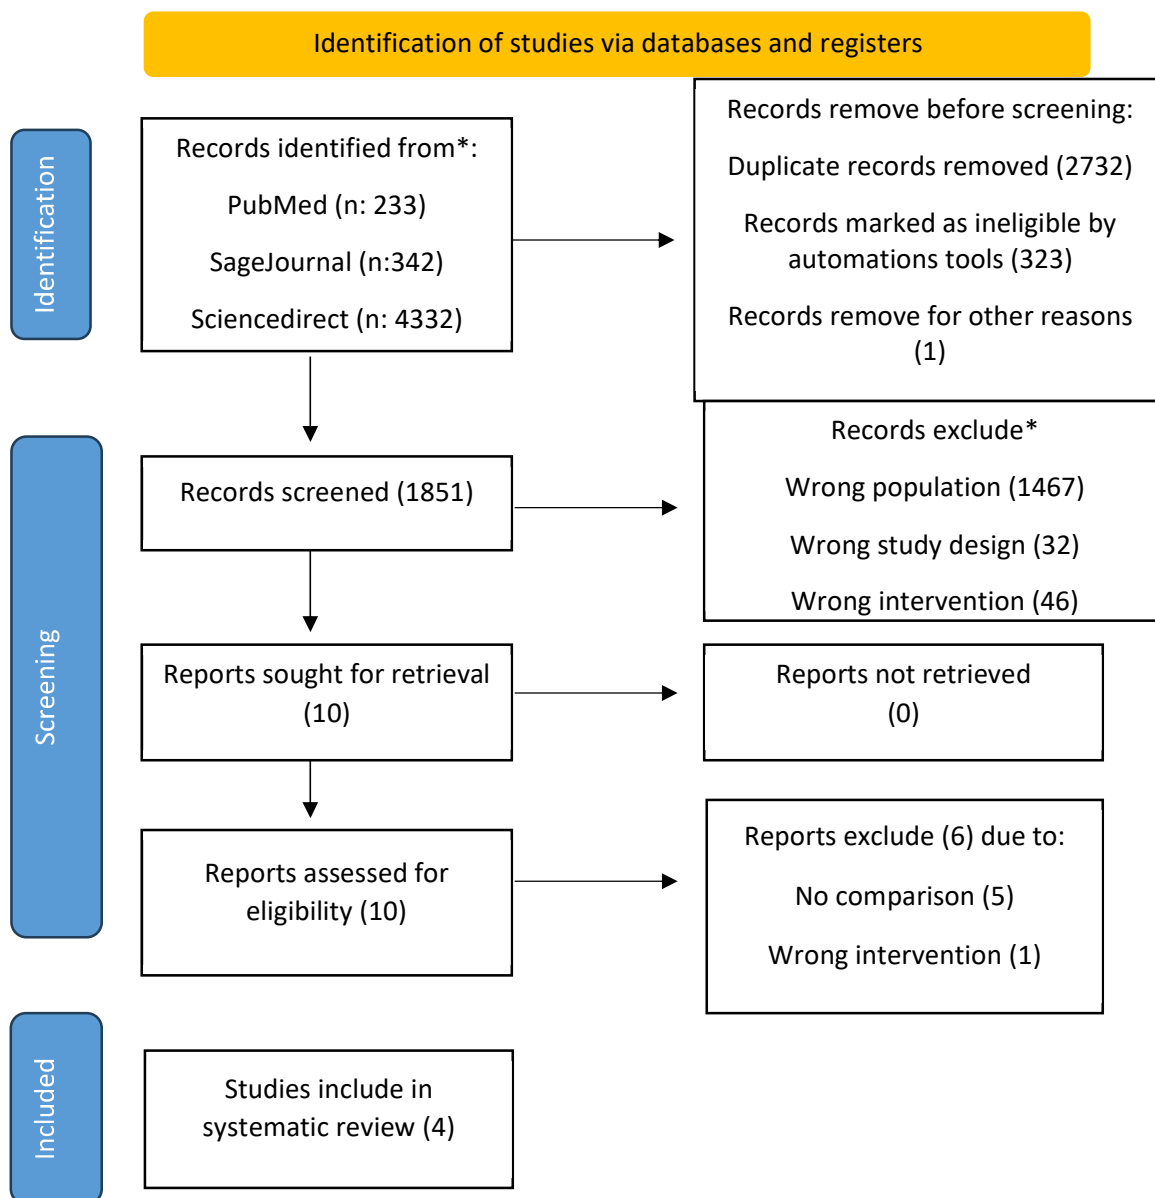 Identification of studies via databases and registers
Identification
Records identified from*:
PubMed (n: 233)
SageJournal (n:342)
Sciencedirect (n: 4332)
Records remove before screening:
Duplicate records removed (2732)
Records marked as ineligible by
automations tools (323)
Records remove for other reasons
(1)
Screening
Records screened (1851)
Records exclude*
Wrong population (1467)
Wrong study design (32)
Wrong intervention (46)
Reports sought for retrieval
(10)
Reports not retrieved
(0)
Reports assessed for
eligibility (10)
Reports exclude (6) due to:
No comparison (5)
Wrong intervention (1)
Included
Studies include in
systematic review (4)